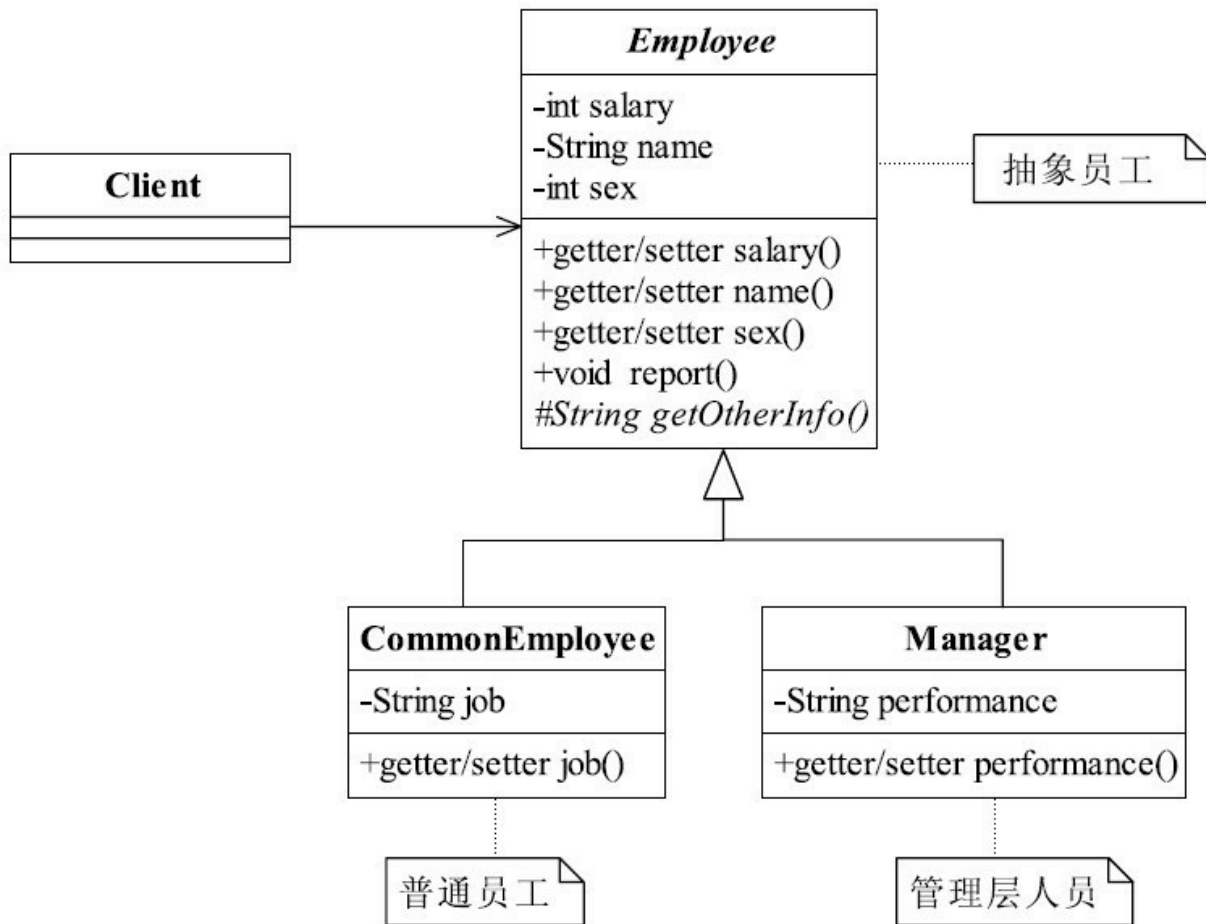 Employee
-int salary
-String name
-int sex
抽象员工
Client
+getter/setter salary()
+getter/setter name()
+getter/setter sex()
+void report()
#String getOtherInfo()
CommonEmployee
-String job
+getter/setter job()
Manager
-String performance
+getter/setter performance()
普通员工
管理层人员